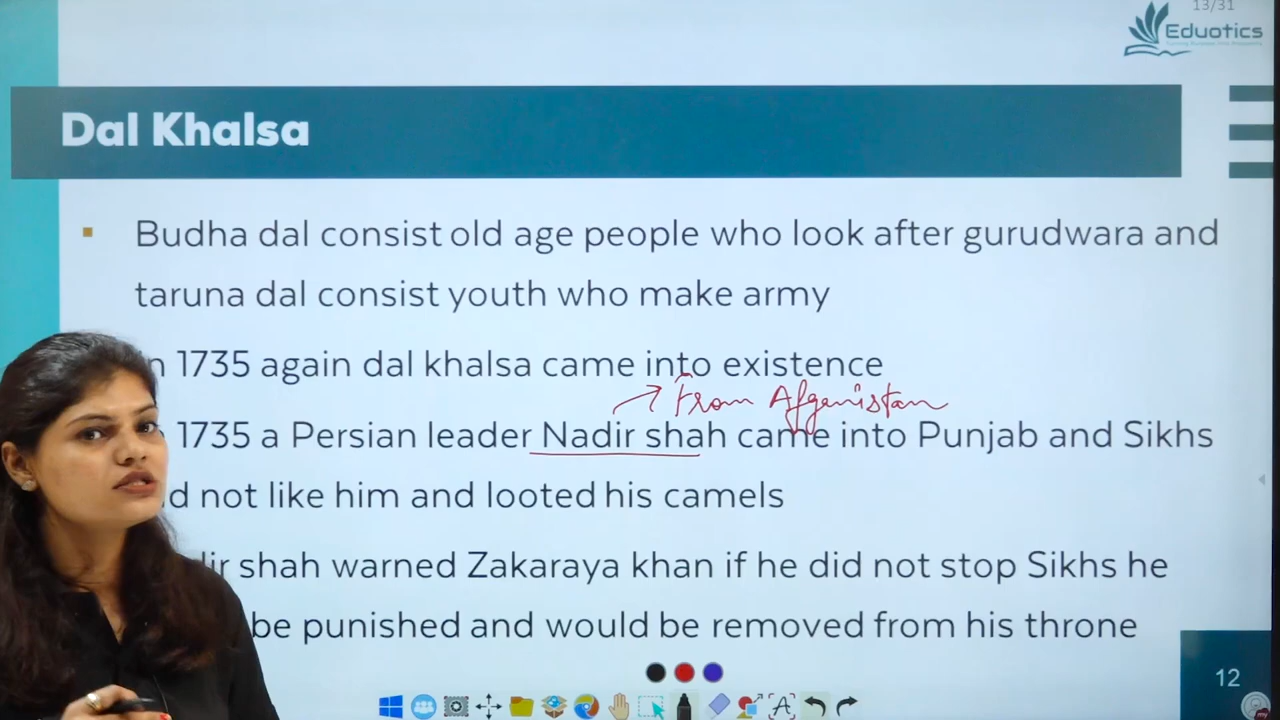 13/31
Eduotics
Dal Khalsa
Budha dal consist old age people who look after gurudwara and
taruna dal consist youth who make army
n 1735 again dal khalsa came into existence
From Afgenistan
1735 a Persian leader Nadir shah came into Punjab and Sikhs
d not like him and looted his camels
dir shah warned Zakaraya khan if he did not stop Sikhs he
be punished and would be removed from his throne
12